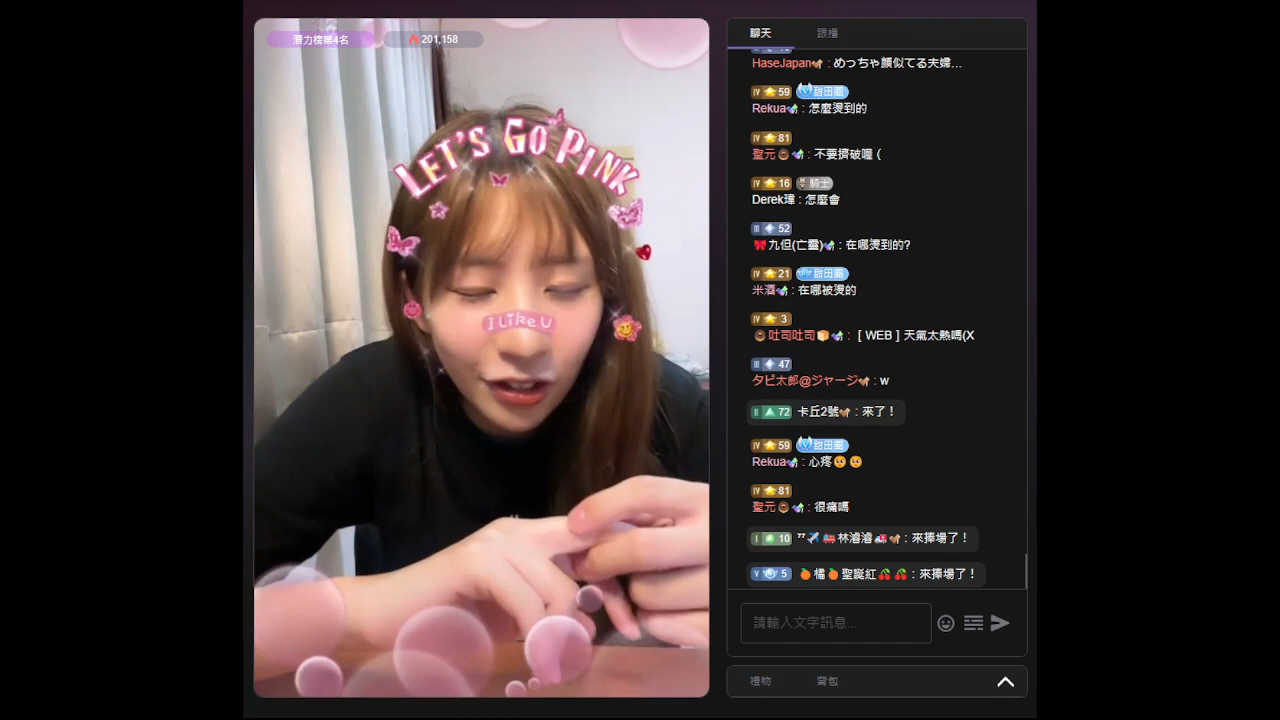 潛力榜第4名
201,158
LET'S GO PINK
I Like U
聊天 跟播
HaseJapan : めっちゃ顔似てる夫婦...
IV 59 甜田圈
Rekua : 怎麼燙到的
IV 81
聖元 : 不要擠破喔 (
IV 16 騎士
Derek瑋 : 怎麼會
III 52
九但(亡靈) : 在哪燙到的?
IV 21 甜田圈
米酒 : 在哪被燙的
IV 3
吐司吐司 : [ WEB ] 天氣太熱嗎(X
III 47
タピ太郎@ジャージ : w
II 72 卡丘2號 : 來了！
IV 59 甜田圈
Rekua : 心疼
IV 81
聖元 : 很痛嗎
I 10 林濬濬 : 來捧場了！
V 5 橘 聖誕紅 : 來捧場了！
請輸入文字訊息...
禮物 背包